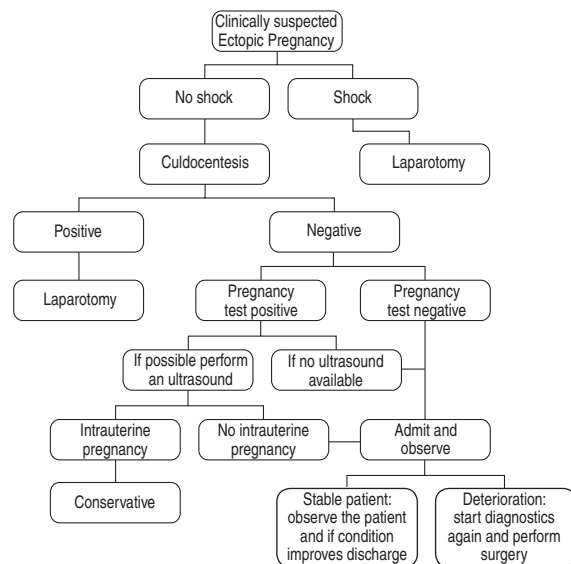 Clinically suspected
Ectopic Pregnancy
No shock
Shock
Culdocentesis
Laparotomy
Positive
Negative
Laparotomy
Pregnancy
test positive
Pregnancy
test negative
If possible perform
an ultrasound
If no ultrasound
available
Intrauterine
pregnancy
No intrauterine
pregnancy
Admit and
observe
Conservative
Stable patient:
observe the patient
and if condition
improves discharge
Deterioration:
start diagnostics
again and perform
surgery